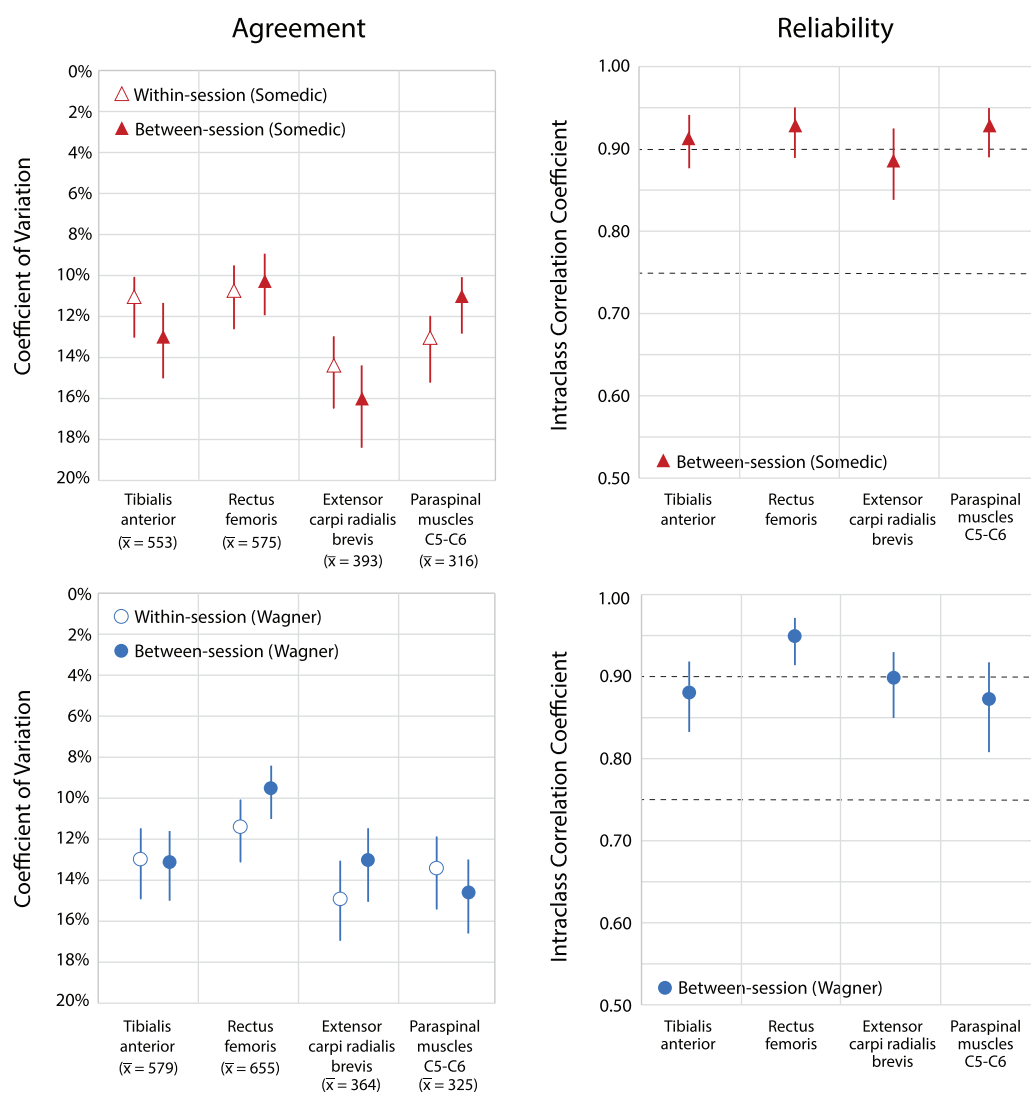 Agreement
Coefficient of Variation
0%
2%
4%
6%
8%
10%
12%
14%
16%
18%
20%
Within-session (Somedic)
Between-session (Somedic)
Tibialis
anterior
(x̅ = 553)
Rectus
femoris
(x̅ = 575)
Extensor
carpi radialis
brevis
(x̅ = 393)
Paraspinal
muscles
C5-C6
(x̅ = 316)
Reliability
Intraclass Correlation Coefficient
1.00
0.90
0.80
0.70
0.60
0.50
Between-session (Somedic)
Tibialis
anterior
Rectus
femoris
Extensor
carpi radialis
brevis
Paraspinal
muscles
C5-C6
Coefficient of Variation
0%
2%
4%
6%
8%
10%
12%
14%
16%
18%
20%
Within-session (Wagner)
Between-session (Wagner)
Tibialis
anterior
(x̅ = 579)
Rectus
femoris
(x̅ = 655)
Extensor
carpi radialis
brevis
(x̅ = 364)
Paraspinal
muscles
C5-C6
(x̅ = 325)
Intraclass Correlation Coefficient
1.00
0.90
0.80
0.70
0.60
0.50
Between-session (Wagner)
Tibialis
anterior
Rectus
femoris
Extensor
carpi radialis
brevis
Paraspinal
muscles
C5-C6